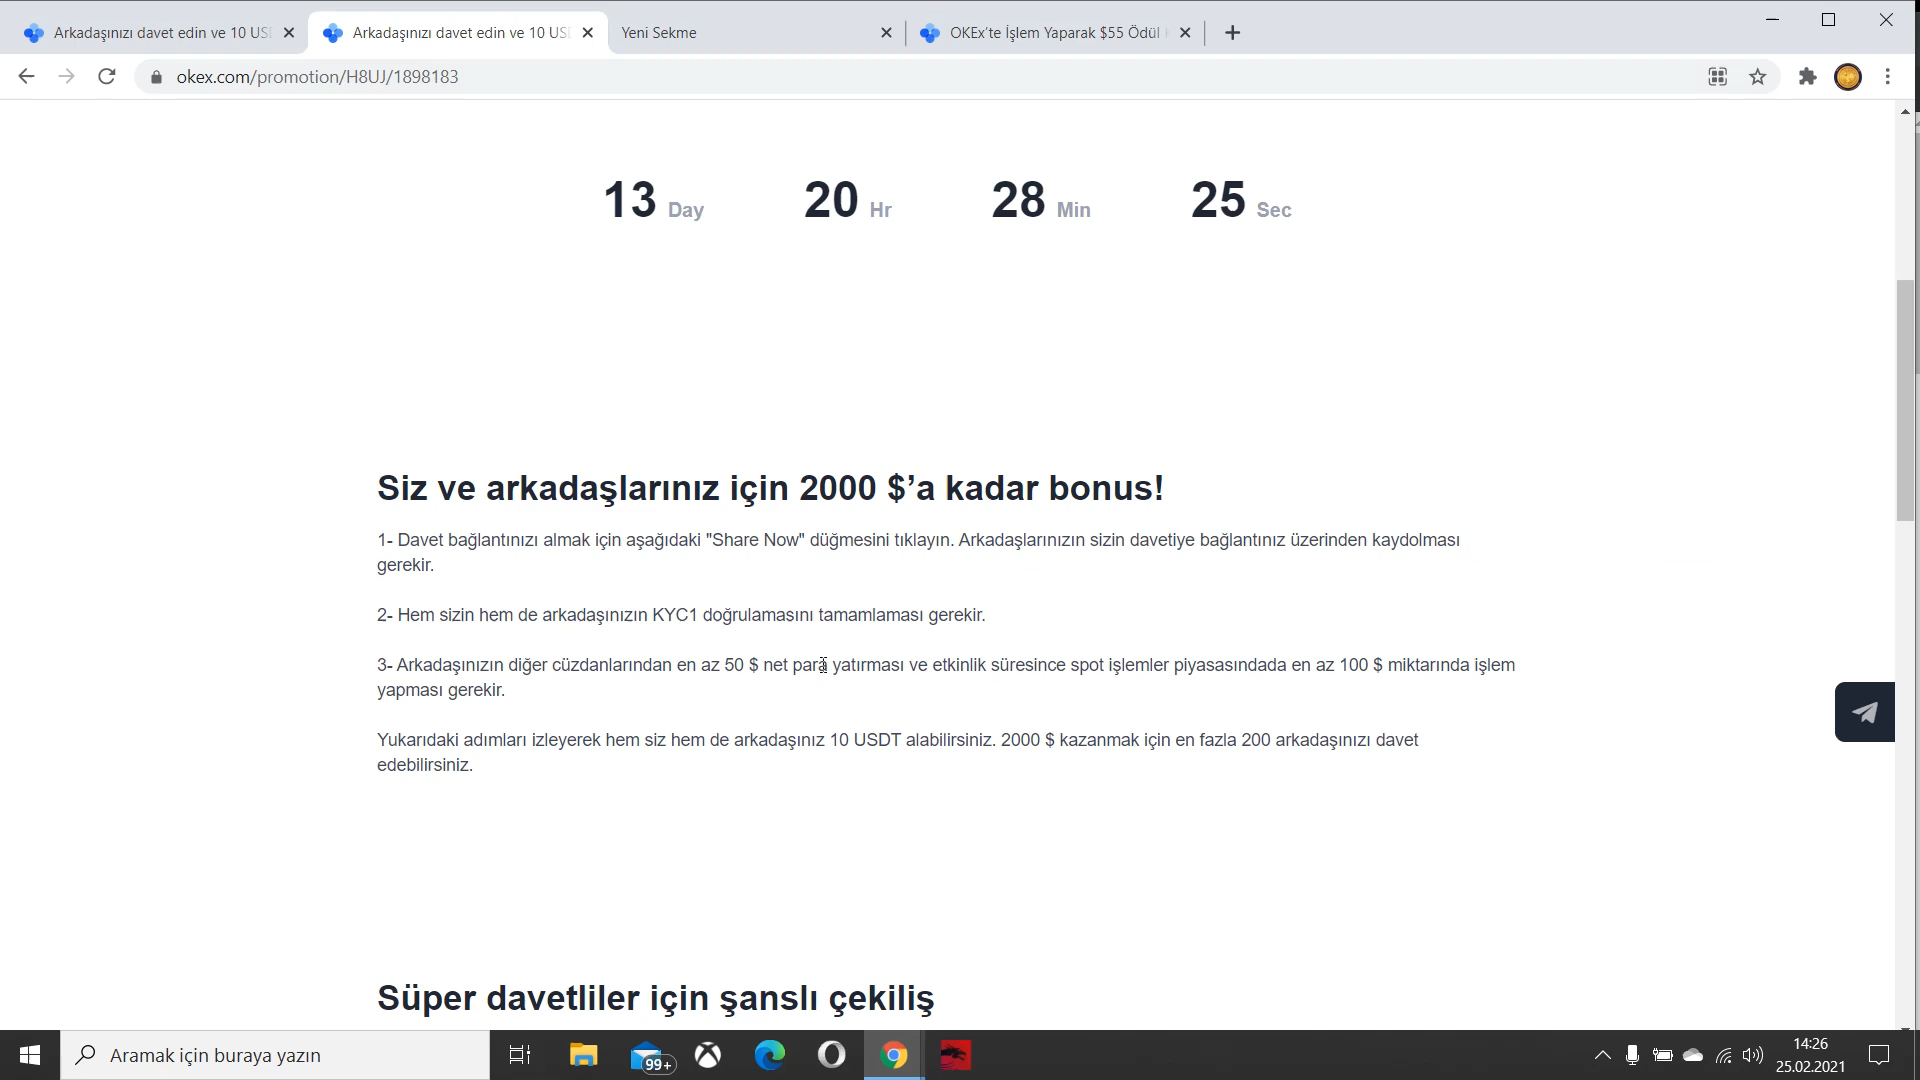 Arkadaşınızı davet edin ve 10 US
Arkadaşınızı davet edin ve 10 US
Yeni Sekme
OKEx'te İşlem Yaparak $55 Ödül
okex.com/promotion/H8UJ/1898183
13 Day 20 Hr 28 Min 25 Sec
Siz ve arkadaşlarınız için 2000 $’a kadar bonus!
1- Davet bağlantınızı almak için aşağıdaki "Share Now" düğmesini tıklayın. Arkadaşlarınızın sizin davetiye bağlantınız üzerinden kaydolması
gerekir.
2- Hem sizin hem de arkadaşınızın KYC1 doğrulamasını tamamlaması gerekir.
3- Arkadaşınızın diğer cüzdanlarından en az 50 $ net para yatırması ve etkinlik süresince spot işlemler piyasasındada en az 100 $ miktarında işlem
yapması gerekir.
Yukarıdaki adımları izleyerek hem siz hem de arkadaşınız 10 USDT alabilirsiniz. 2000 $ kazanmak için en fazla 200 arkadaşınızı davet
edebilirsiniz.
Süper davetliler için şanslı çekiliş
Aramak için buraya yazın
99+
14:26
25.02.2021